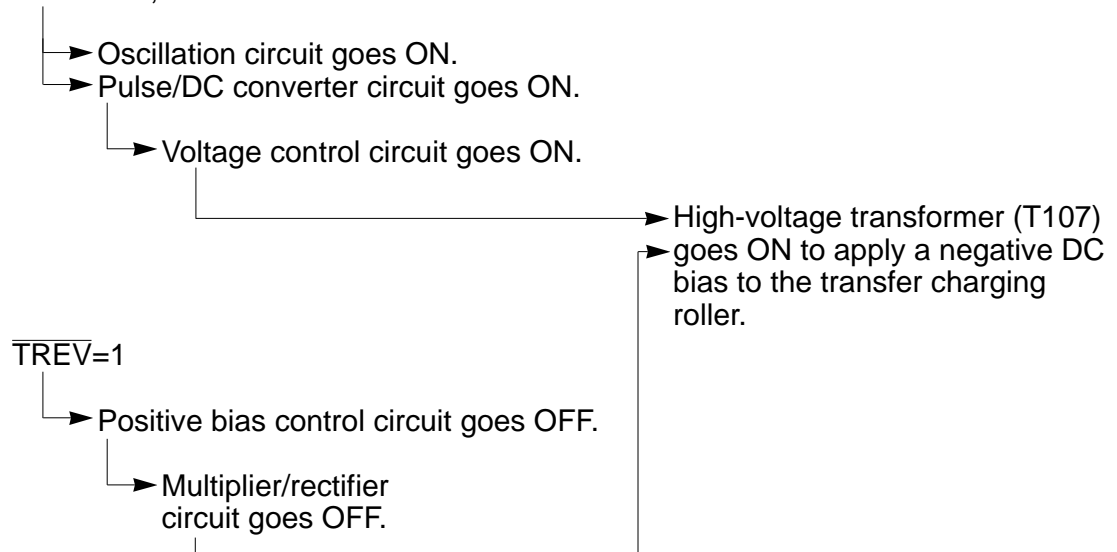 Oscillation circuit goes ON.
Pulse/DC converter circuit goes ON.
Voltage control circuit goes ON.
High-voltage transformer (T107)
goes ON to apply a negative DC
bias to the transfer charging
roller.
T̅R̅E̅V̅=1
Positive bias control circuit goes OFF.
Multiplier/rectifier
circuit goes OFF.